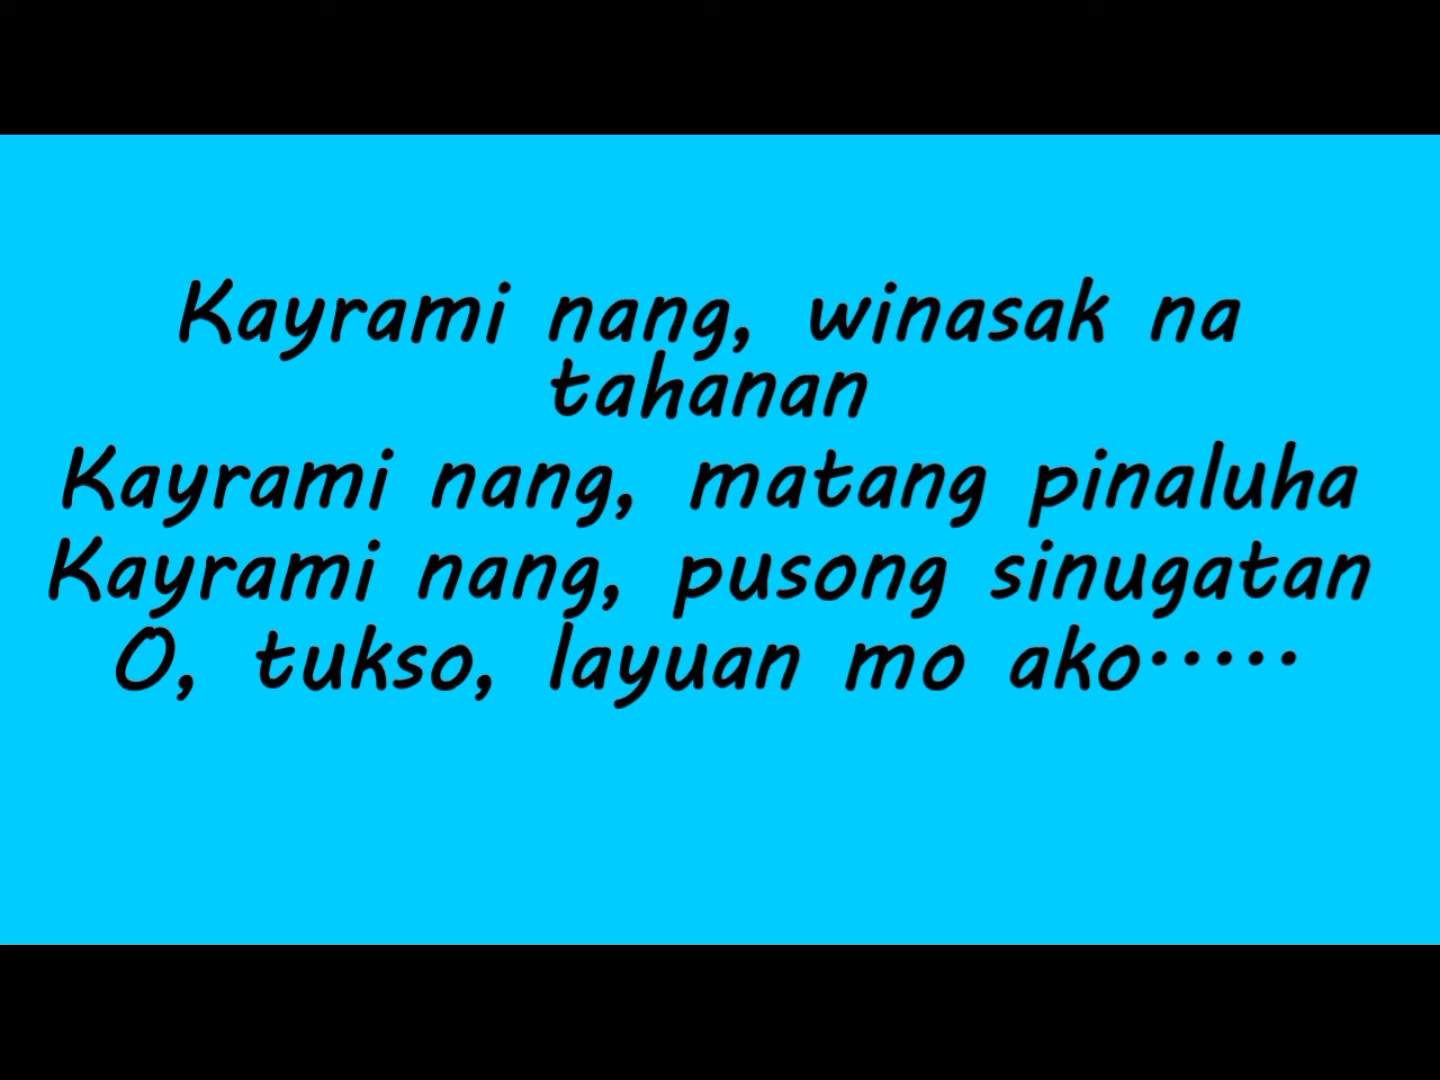 Kayrami nang, winasak na
tahanan
Kayrami nang, matang pinaluha
Kayrami nang, pusong sinugatan
O, tukso, layuan mo ako·····